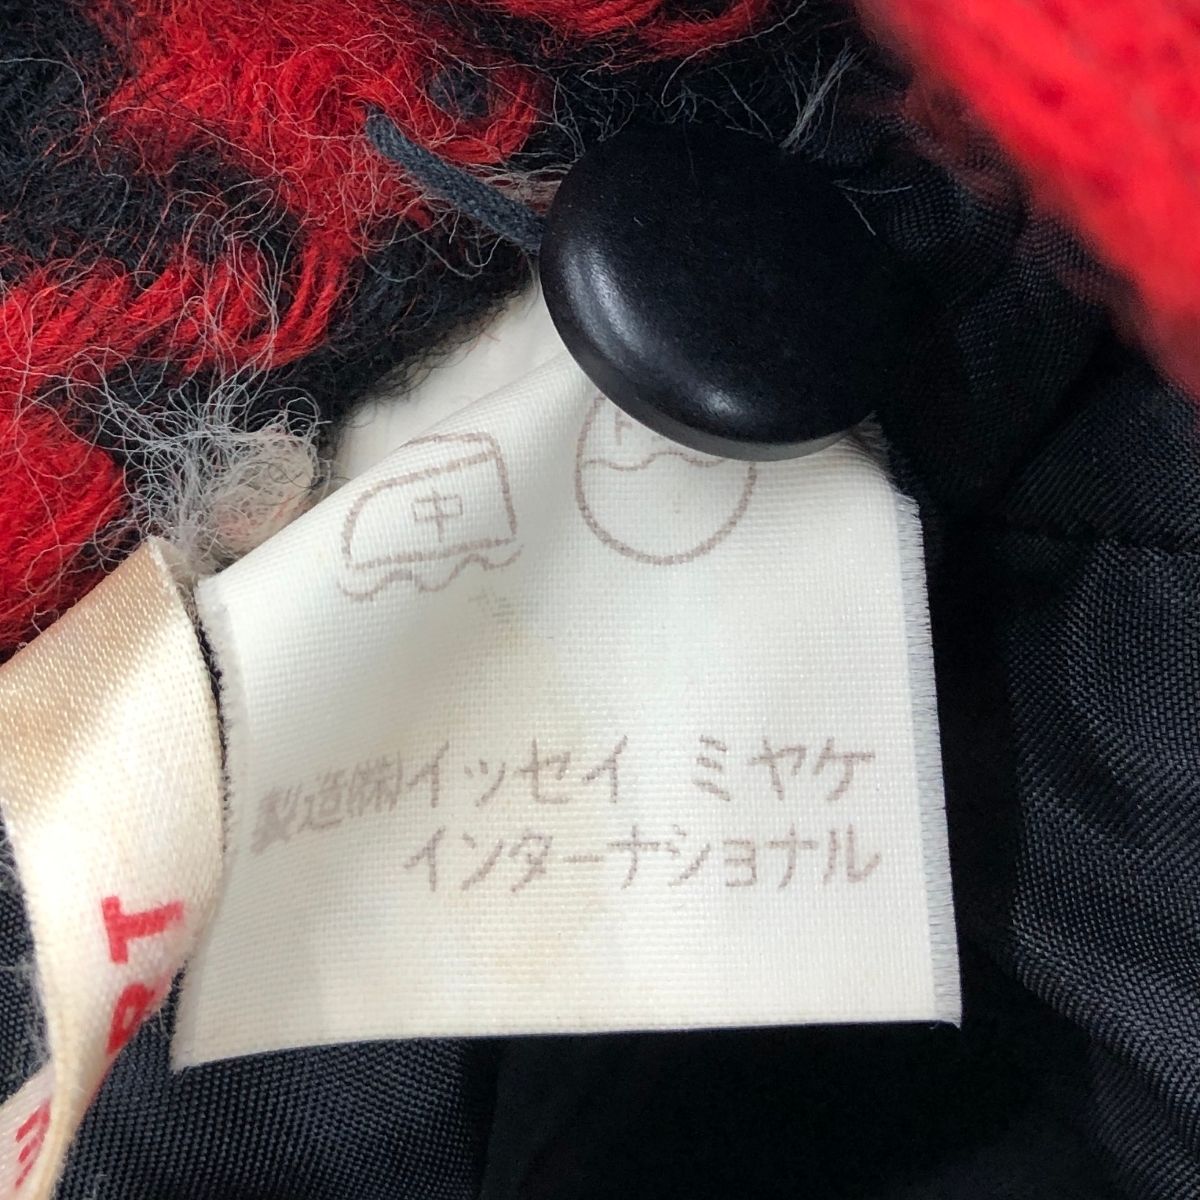 中
ドライ
製造㈱イッセイ ミヤケ
インターナショナル